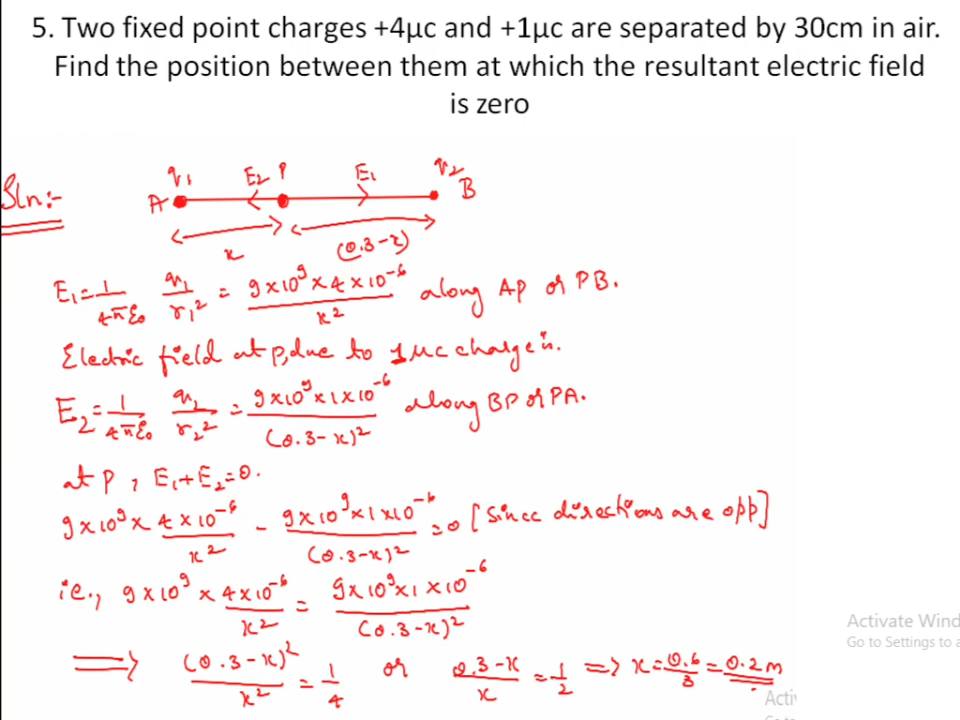 5. Two fixed point charges +4µc and +1µc are separated by 30cm in air.
Find the position between them at which the resultant electric field
is zero
Sln:-
A q₁ E₂ P E₁ q₂ B
x (0.3-x)
E₁ = 1/4πε₀ q₁/r₁² = 9×10⁹×4×10⁻⁶/x² along AP or PB.
Electric field at P, due to 1µc charge is.
E₂ = 1/4πε₀ q₂/r₂² = 9×10⁹×1×10⁻⁶/(0.3-x)² along BP or PA.
at P, E₁+E₂=0.
9×10⁹× 4×10⁻⁶/x² - 9×10⁹×1×10⁻⁶/(0.3-x)² =0 [since directions are opp]
ie., 9×10⁹ × 4×10⁻⁶/x² = 9×10⁹×1×10⁻⁶/(0.3-x)²
⟹ (0.3-x)²/x² = 1/4 or 0.3-x/x = 1/2 ⇒ x = 0.6/3 = 0.2m
Activate Wind
Go to Settings to a
Activ